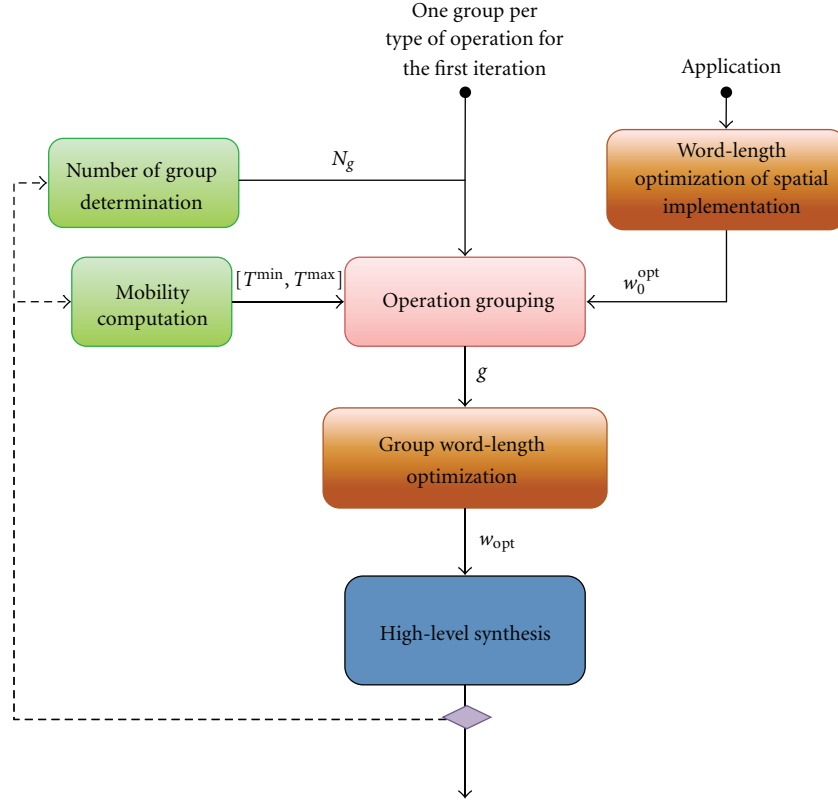 One group per
type of operation for
the first iteration
Application
Number of group
determination
N_g
Word-length
optimization of spatial
implementation
Mobility
computation
[T^min, T^max]
Operation grouping
w_0^opt
g
Group word-length
optimization
w_opt
High-level synthesis